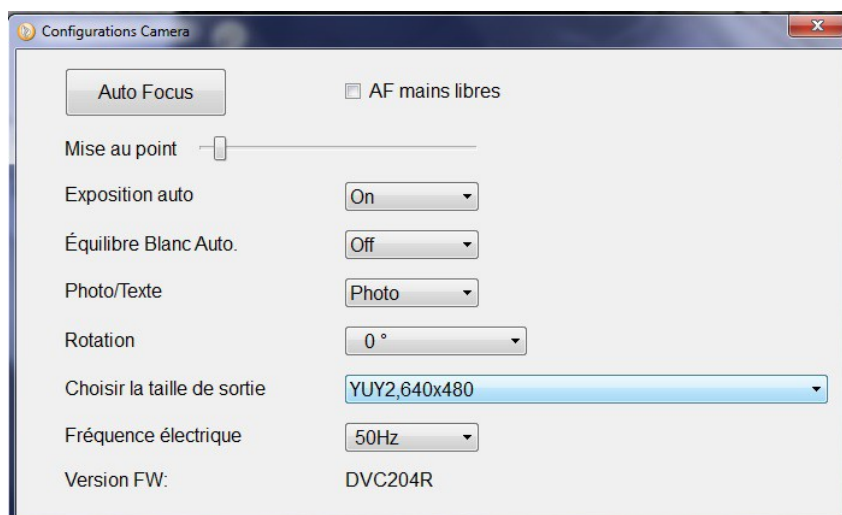 Configurations Camera
Auto Focus
AF mains libres
Mise au point
Exposition auto
On
Équilibre Blanc Auto.
Off
Photo/Texte
Photo
Rotation
0 °
Choisir la taille de sortie
YUY2,640x480
Fréquence électrique
50Hz
Version FW:
DVC204R